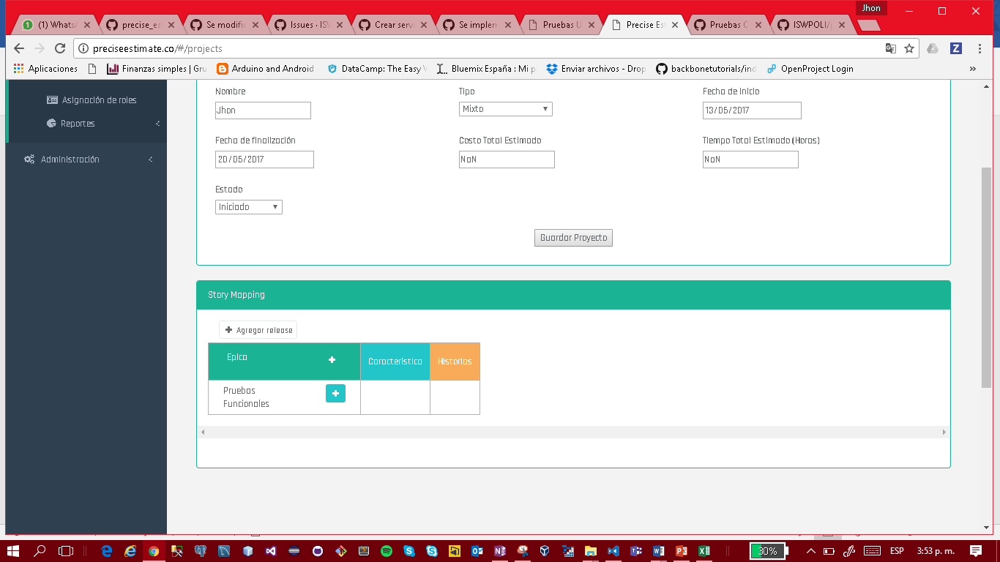 Jhon
(1) Whats
precise_es
Se modifi
Issues · ISW
Crear serv
Se implem
Pruebas U
Precise Es
Pruebas C
ISWPOLI/p
preciseestimate.co/#/projects
Aplicaciones
Finanzas simples | Gru
Arduino and Android
DataCamp: The Easy
Bluemix España : Mi p
Enviar archivos - Drop
backbonetutorials/ind
OpenProject Login
»
Asignación de roles
Reportes
Administración
Nombre
Tipo
Fecha de inicio
Jhon
Mixto
13/05/2017
Fecha de finalización
Costo Total Estimado
Tiempo Total Estimado (Horas)
20/05/2017
NaN
NaN
Estado
Iniciado
Guardar Proyecto
Story Mapping
Agregar release
Epica
Característica
Historias
Pruebas
Funcionales
30%
ESP
3:53 p. m.